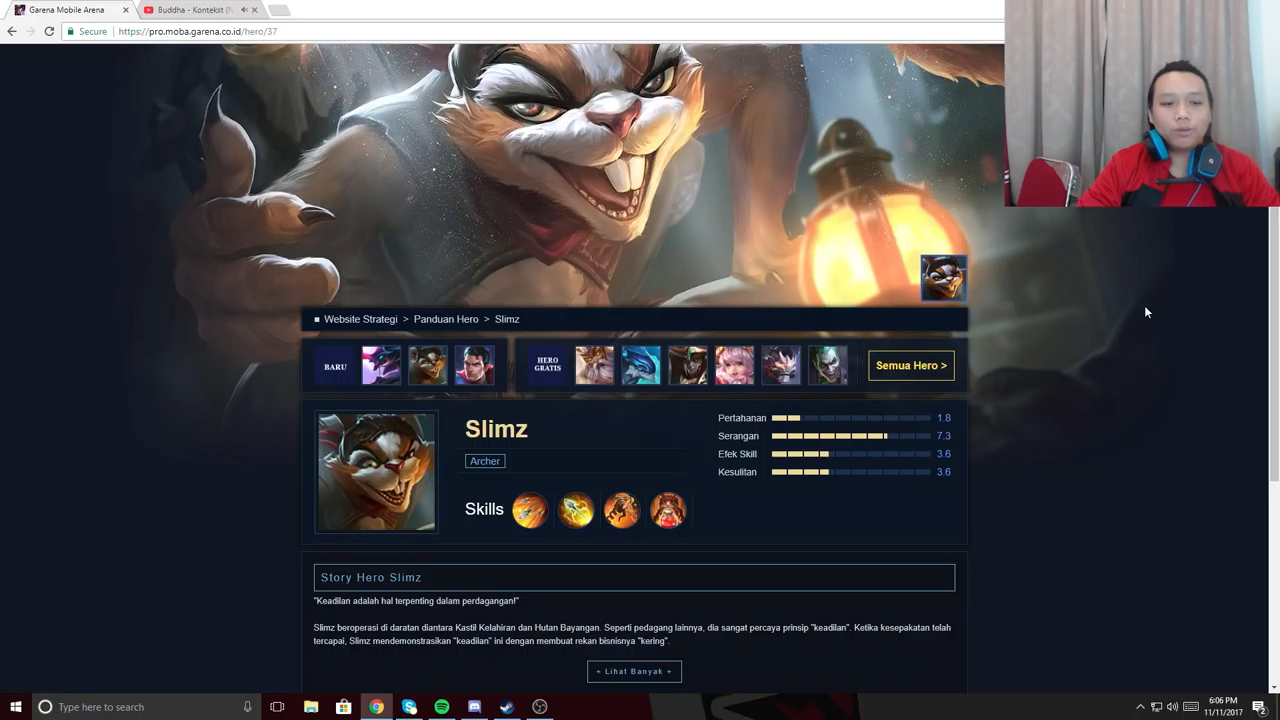 Garena Mobile Arena
Buddha - Kontekst (
Secure
https://pro.moba.garena.co.id/hero/37
Website Strategi > Panduan Hero > Slimz
BARU
HERO
GRATIS
Semua Hero >
Slimz
Archer
Skills
Pertahanan 1.8
Serangan 7.3
Efek Skill 3.6
Kesulitan 3.6
Story Hero Slimz
"Keadilan adalah hal terpenting dalam perdagangan!"
Slimz beroperasi di daratan diantara Kastil Kelahiran dan Hutan Bayangan. Seperti pedagang lainnya, dia sangat percaya prinsip "keadilan". Ketika kesepakatan telah
tercapai, Slimz mendemonstrasikan "keadilan" ini dengan membuat rekan bisnisnya "kering".
+ Lihat Banyak +
Type here to search
6:06 PM
11/11/2017
2